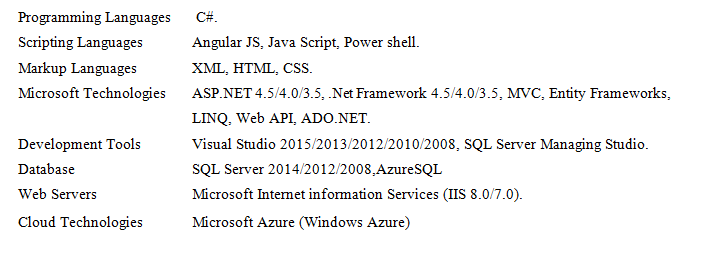 Programming Languages C#.
Scripting Languages Angular JS, Java Script, Power shell.
Markup Languages XML, HTML, CSS.
Microsoft Technologies ASP.NET 4.5/4.0/3.5, .Net Framework 4.5/4.0/3.5, MVC, Entity Frameworks,
LINQ, Web API, ADO.NET.
Development Tools Visual Studio 2015/2013/2012/2010/2008, SQL Server Managing Studio.
Database SQL Server 2014/2012/2008,AzureSQL
Web Servers Microsoft Internet information Services (IIS 8.0/7.0).
Cloud Technologies Microsoft Azure (Windows Azure)